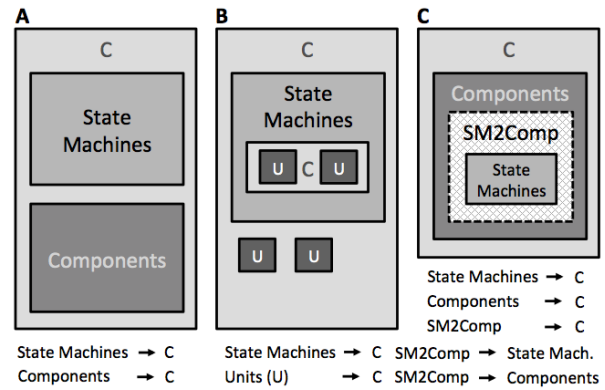 A
C
State
Machines
Components
State Machines → C
Components → C
B
C
State
Machines
U C U
U U
State Machines → C
Units (U) → C
C
C
Components
SM2Comp
State
Machines
State Machines → C
Components → C
SM2Comp → C
SM2Comp → State Mach.
SM2Comp → Components